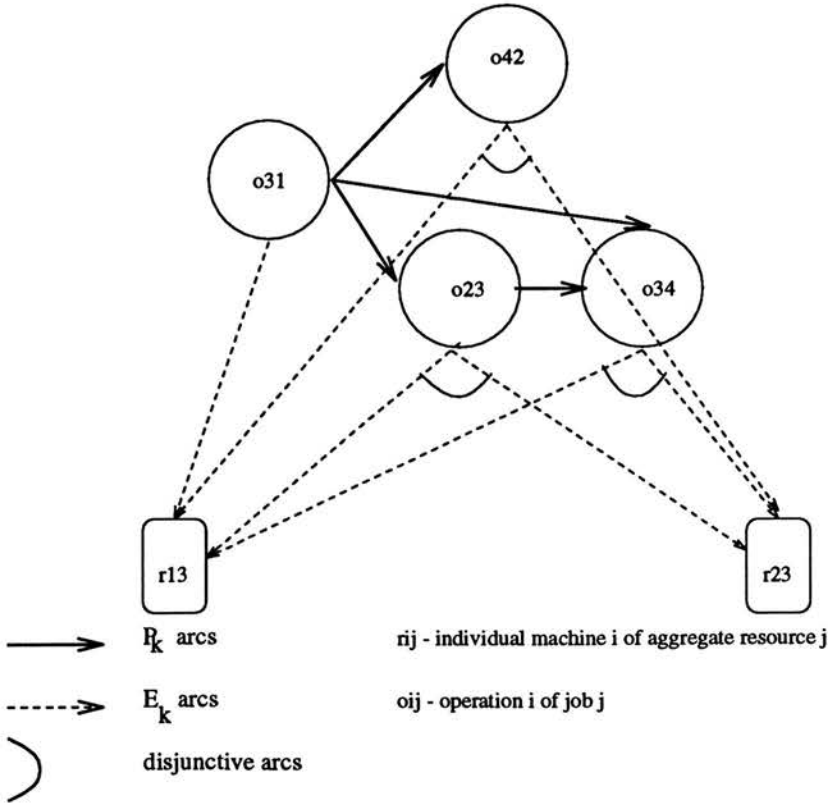 o42
o31
o23
o34
r13
r23
Pk arcs
rij - individual machine i of aggregate resource j
Ek arcs
oij - operation i of job j
disjunctive arcs